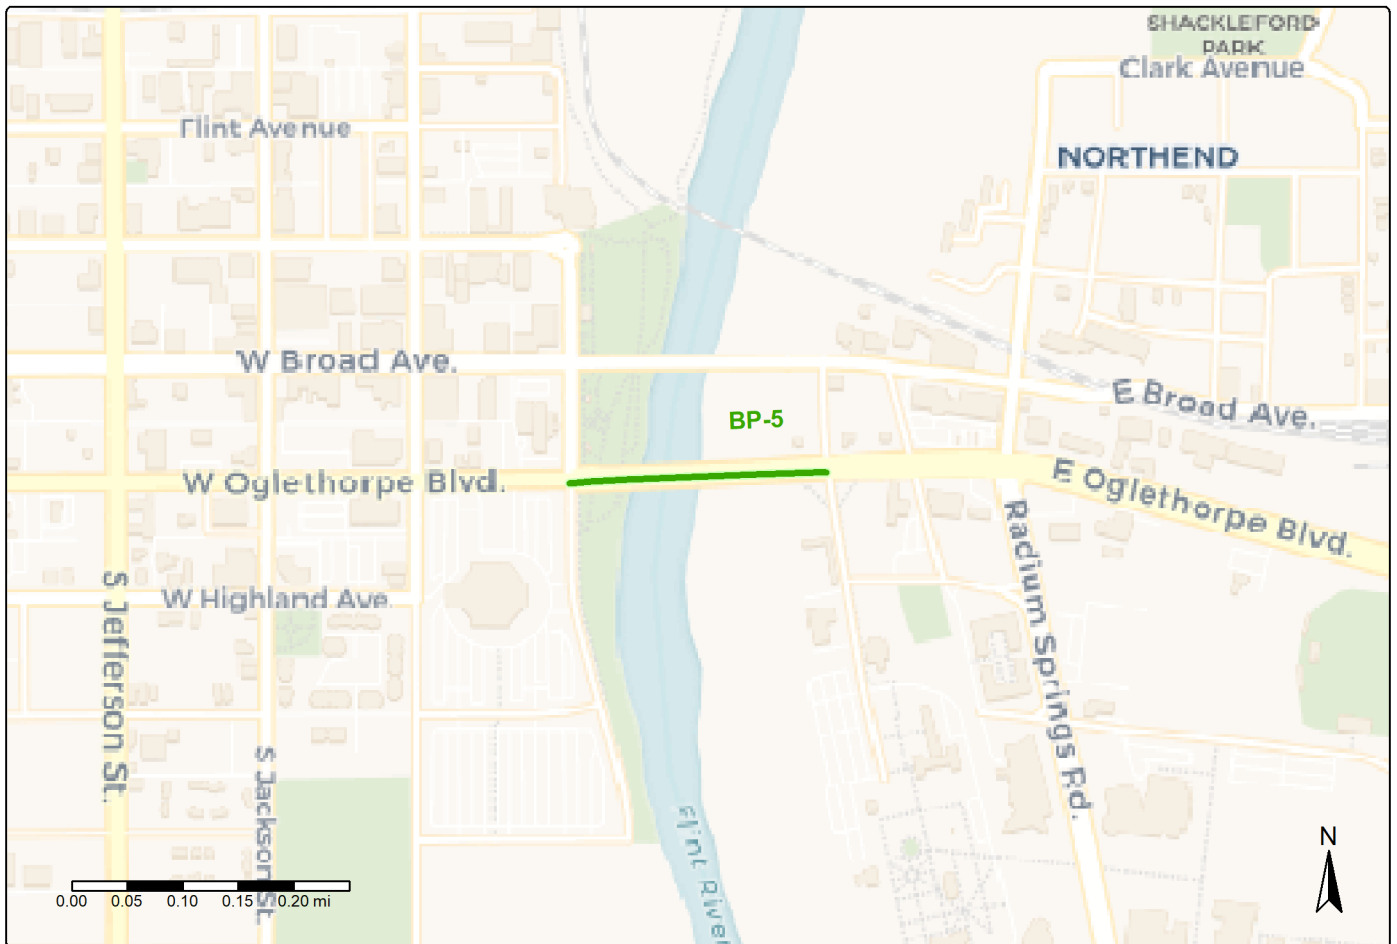 SHACKLEFORD
PARK
Clark Avenue
Flint Avenue
NORTHEND
W Broad Ave.
E Broad Ave.
BP-5
W Oglethorpe Blvd.
E Oglethorpe Blvd.
Radium Springs Rd.
S Jefferson St.
W Highland Ave.
S Jackson St.
Flint River
N
0.00 0.05 0.10 0.15 0.20 mi